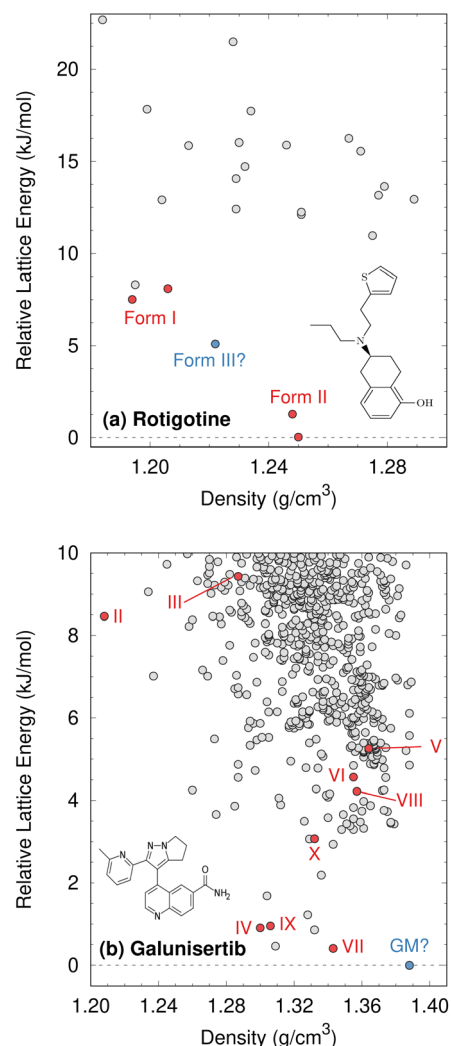 20
15
10
5
0
Relative Lattice Energy (kJ/mol)
Form I
Form III?
Form II
S
N
OH
(a) Rotigotine
1.20 1.24 1.28
Density (g/cm³)
10
8
6
4
2
0
Relative Lattice Energy (kJ/mol)
III
II
V
VI
VIII
X
N N
N
O
NH₂
N
IV IX
VII
GM?
(b) Galunisertib
1.20 1.24 1.28 1.32 1.36 1.40
Density (g/cm³)